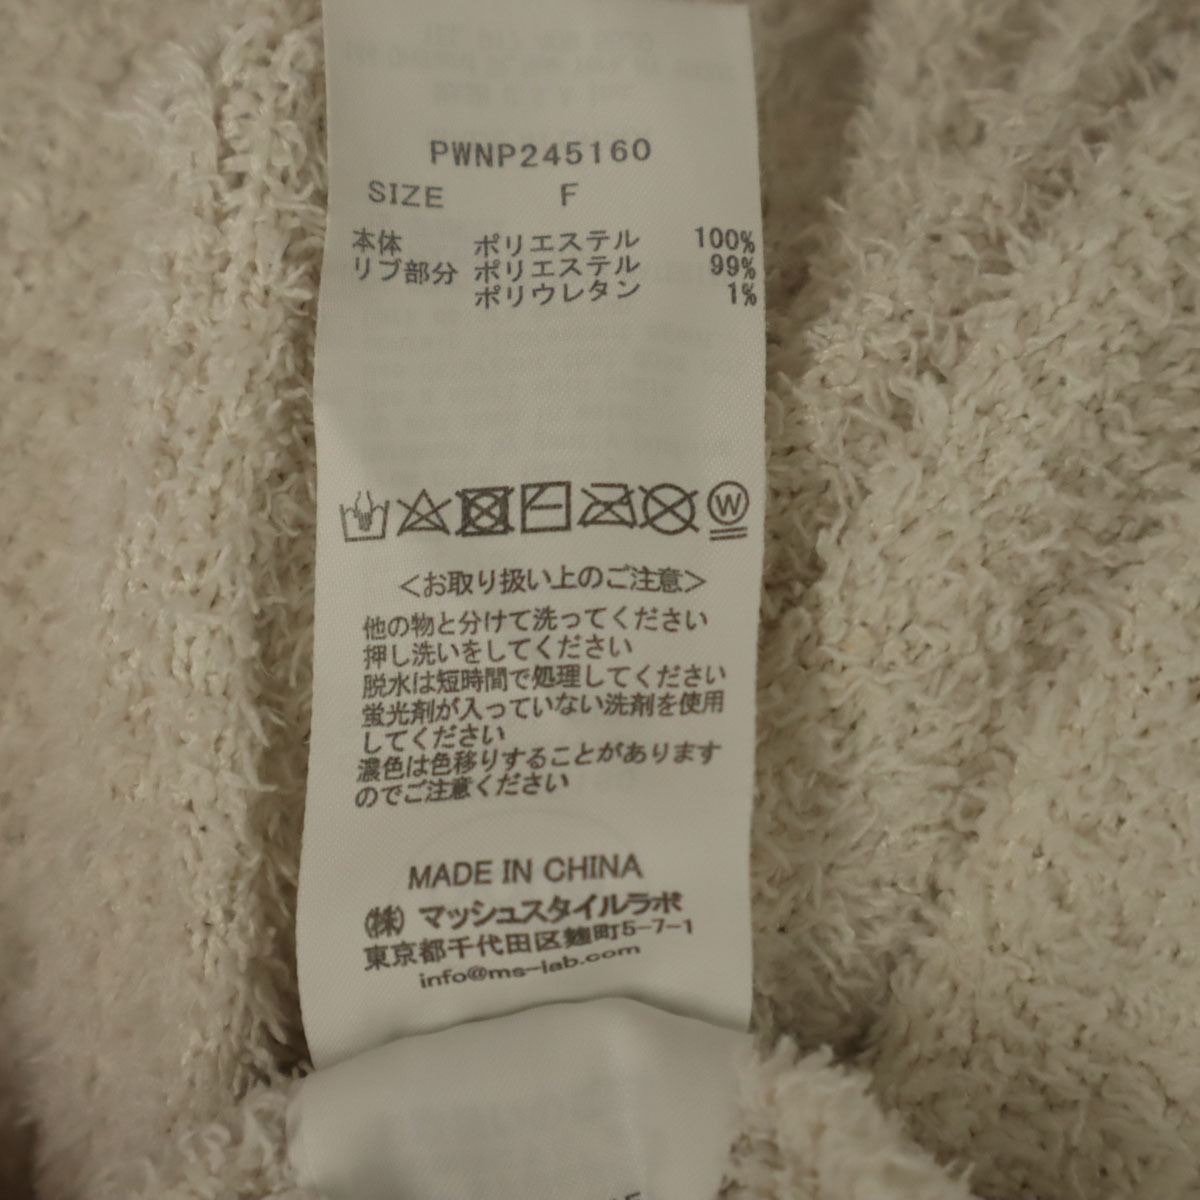 PWNP245160
SIZE F
本体 ポリエステル 100%
リブ部分 ポリエステル 99%
ポリウレタン 1%
W
<お取り扱い上のご注意>
他の物と分けて洗ってください
押し洗いをしてください
脱水は短時間で処理してください
蛍光剤が入っていない洗剤を使用
してください
濃色は色移りすることがあります
のでご注意ください
MADE IN CHINA
(株) マッシュスタイルラボ
東京都千代田区麹町5-7-1
info@ms-lab.com